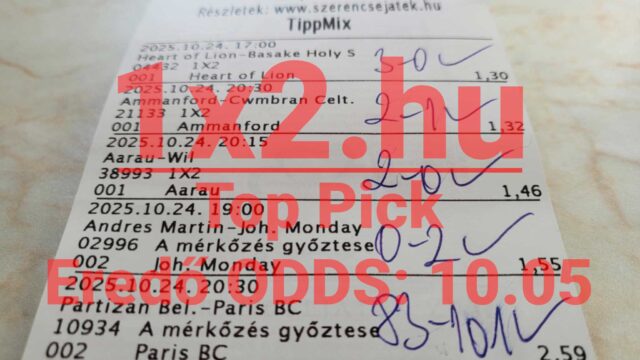 Részletek: www.szerencsejatek.hu
TippMix
2025.10.24. 17:00
Heart of Lion-Basake Holy S
04432 1X2
3-0 ✓
001 Heart of Lion 1,30
2025.10.24. 20:30
Ammanford-Cwmbran Celt.
21133 1X2
2-1 ✓
001 Ammanford 1,32
2025.10.24. 20:15
Aarau-Wil
38993 1X2
2-0 ✓
001 Aarau 1,46
2025.10.24. 19:00
Andres Martin-Joh. Monday
02996 A mérkőzés győztese
0-2 ✓
002 Joh. Monday 1,55
2025.10.24. 20:30
Partizán Bel.-Paris BC
10934 A mérkőzés győztese
83-101 ✓
002 Paris BC 2,59
1x2.hu
Top Pick
Eredő ODDS: 10.05